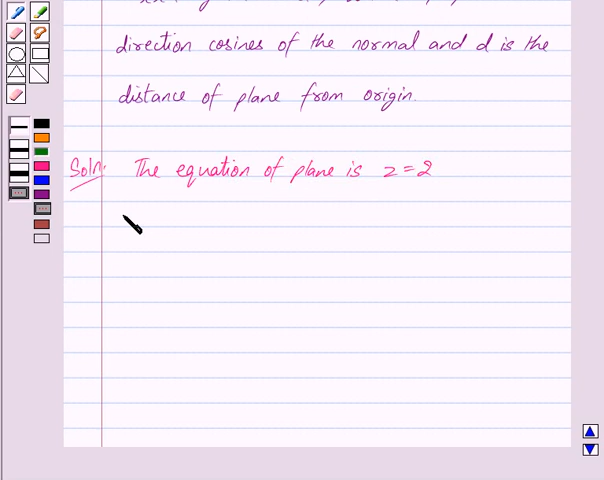 direction cosines of the normal and d is the
distance of plane from origin.
Soln: The equation of plane is z = 2